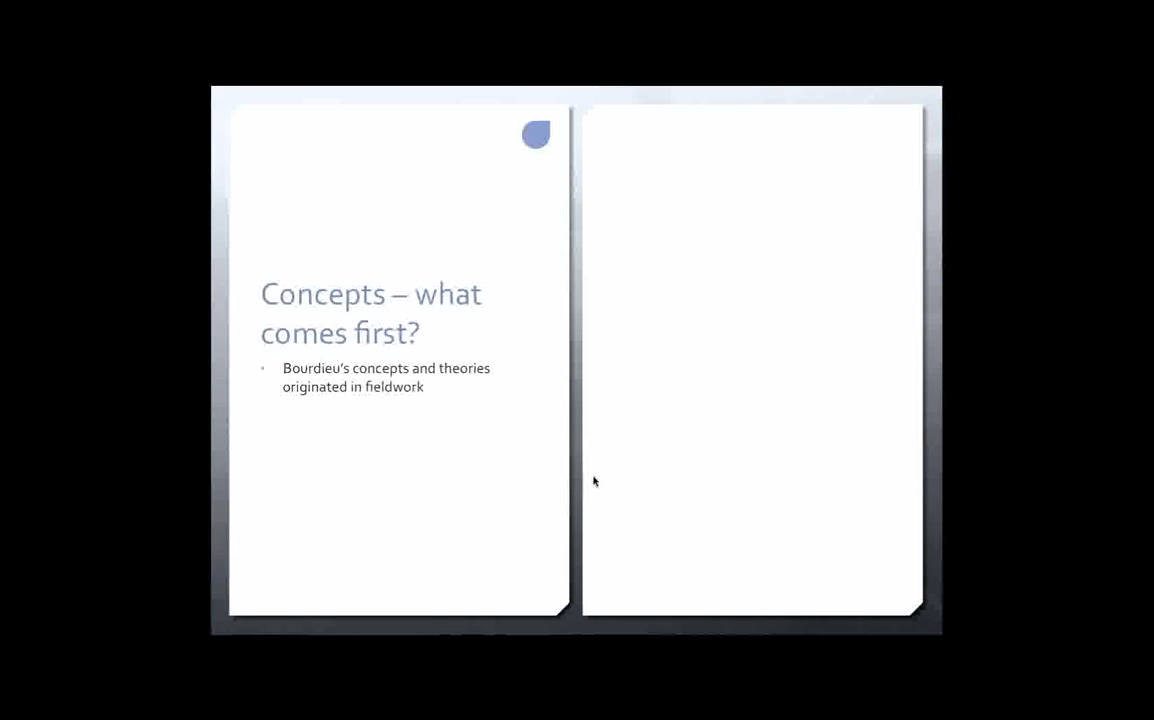 Concepts – what
comes first?
• Bourdieu's concepts and theories
originated in fieldwork